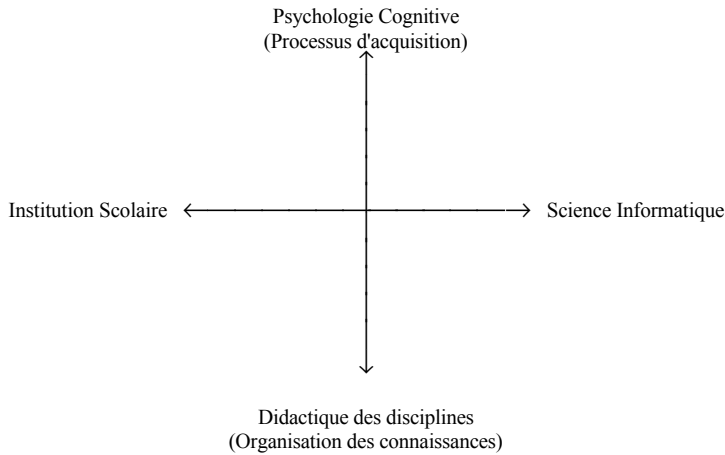 Psychologie Cognitive
(Processus d'acquisition)
Institution Scolaire
Science Informatique
Didactique des disciplines
(Organisation des connaissances)